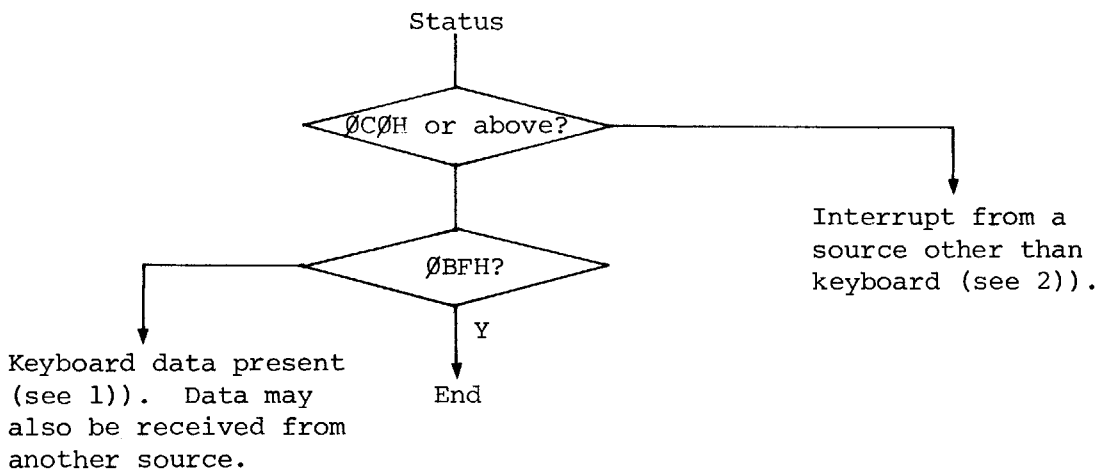 Status
ØCØH or above?
Interrupt from a
source other than
keyboard (see 2)).
ØBFH?
Y
Keyboard data present
(see 1)). Data may
also be received from
another source.
End